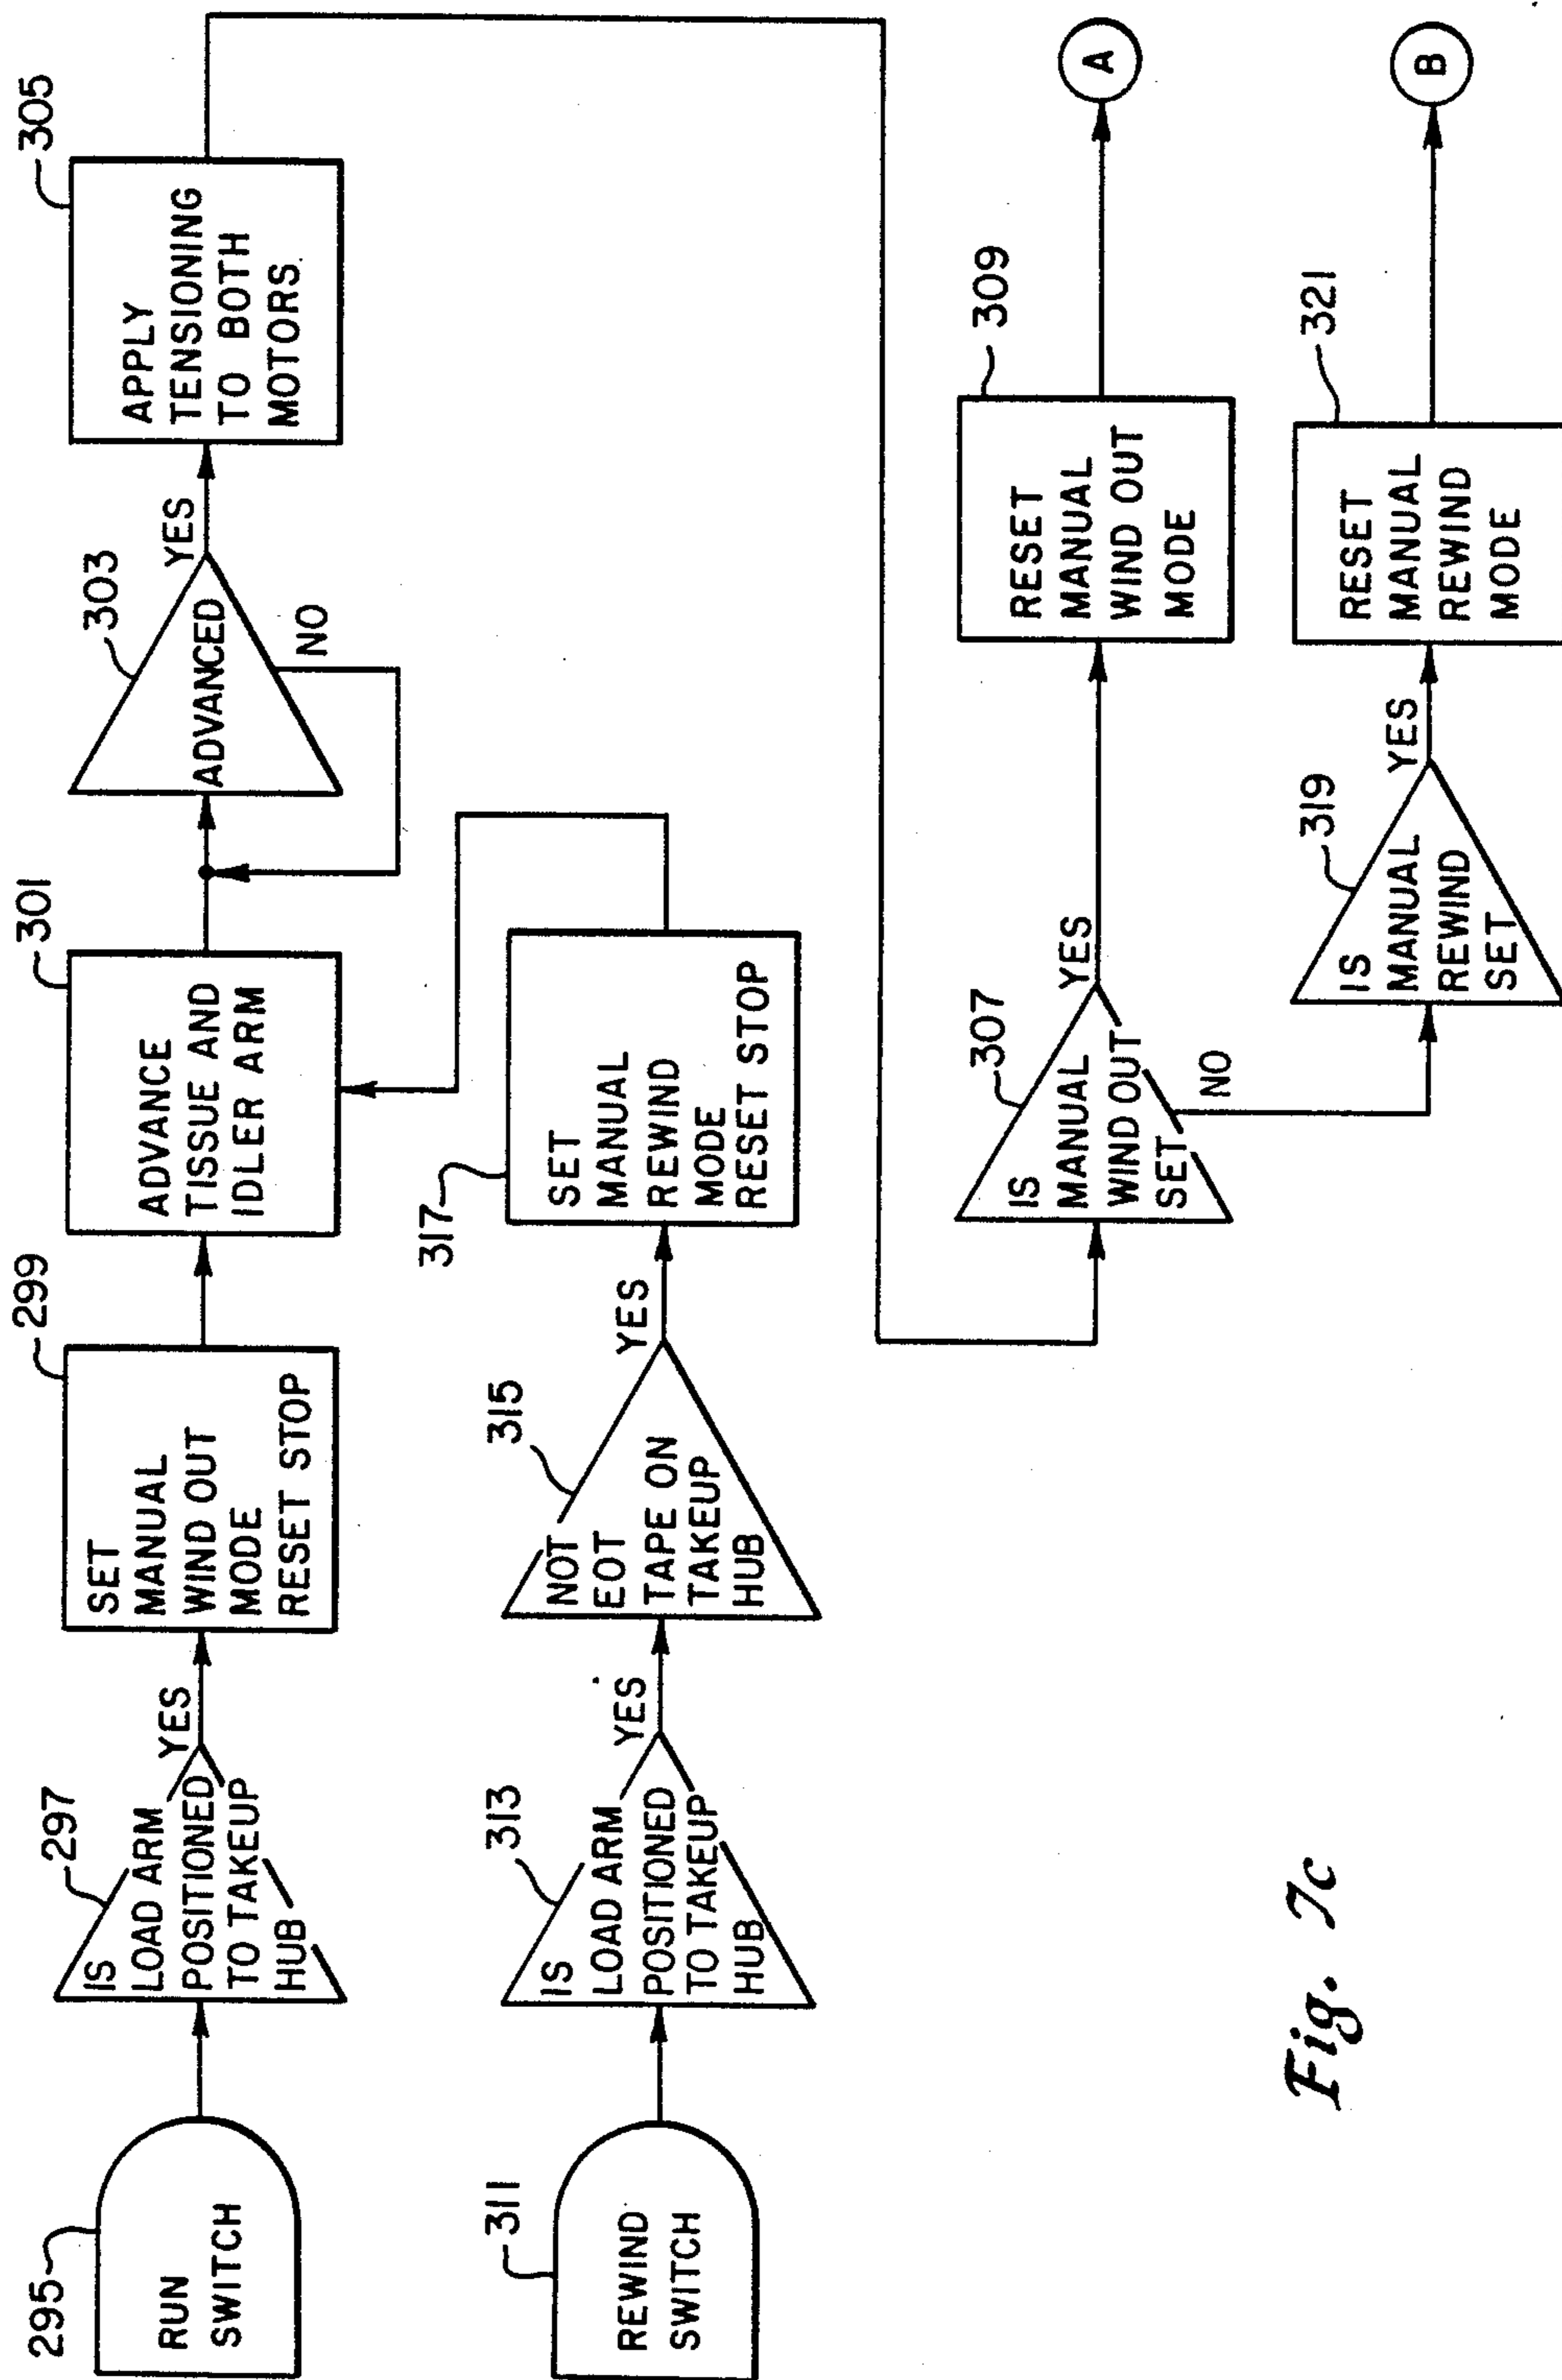 295
RUN
SWITCH
297
IS
LOAD ARM
POSITIONED
TO TAKEUP
HUB
YES
299
SET
MANUAL
WIND OUT
MODE
RESET STOP
301
ADVANCE
TISSUE AND
IDLER ARM
303
ADVANCED
YES
NO
305
APPLY
TENSIONING
TO BOTH
MOTORS.
311
REWIND
SWITCH
313
IS
LOAD ARM
POSITIONED
TO TAKEUP
HUB
YES
315
NOT
EOT
TAPE ON
TAKEUP
HUB
YES
317
SET
MANUAL
REWIND
MODE
RESET STOP
307
IS
MANUAL
WIND OUT
SET
YES
NO
309
RESET
MANUAL
WIND OUT
MODE
A
319
IS
MANUAL
REWIND
SET
YES
321
RESET
MANUAL
REWIND
MODE
B
Fig. 7c